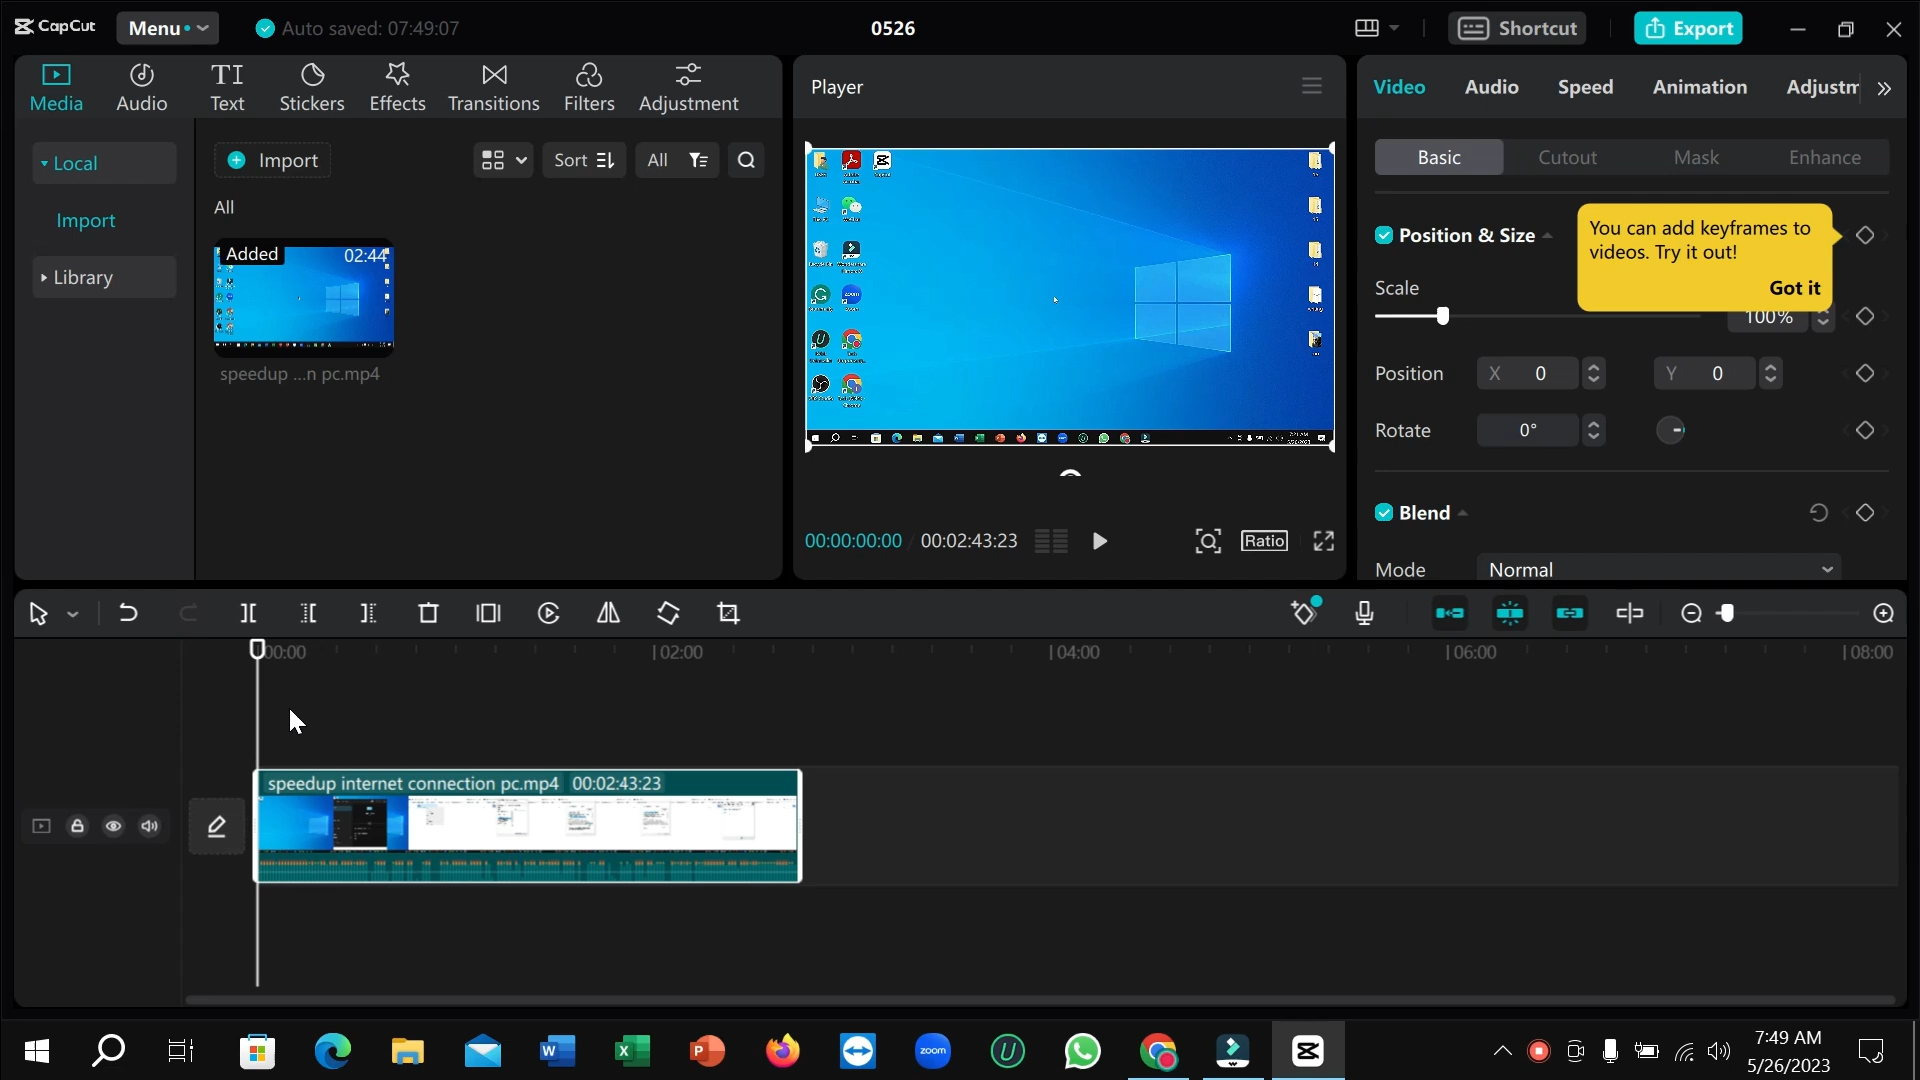 CapCut
Menu
Auto saved: 07:49:07
0526
Shortcut
Export
Media
Audio
Text
Stickers
Effects
Transitions
Filters
Adjustment
Local
Import
Library
Import
Sort
All
All
Added
02:44
speedup ...n pc.mp4
Player
00:00:00:00
00:02:43:23
Ratio
Video
Audio
Speed
Animation
Adjustm
Basic
Cutout
Mask
Enhance
Position & Size
You can add keyframes to
videos. Try it out!
Got it
Scale
100%
Position
X 0
Y 0
Rotate
0°
Blend
Mode
Normal
00:00
02:00
04:00
06:00
08:00
speedup internet connection pc.mp4 00:02:43:23
zoom
7:49 AM
5/26/2023